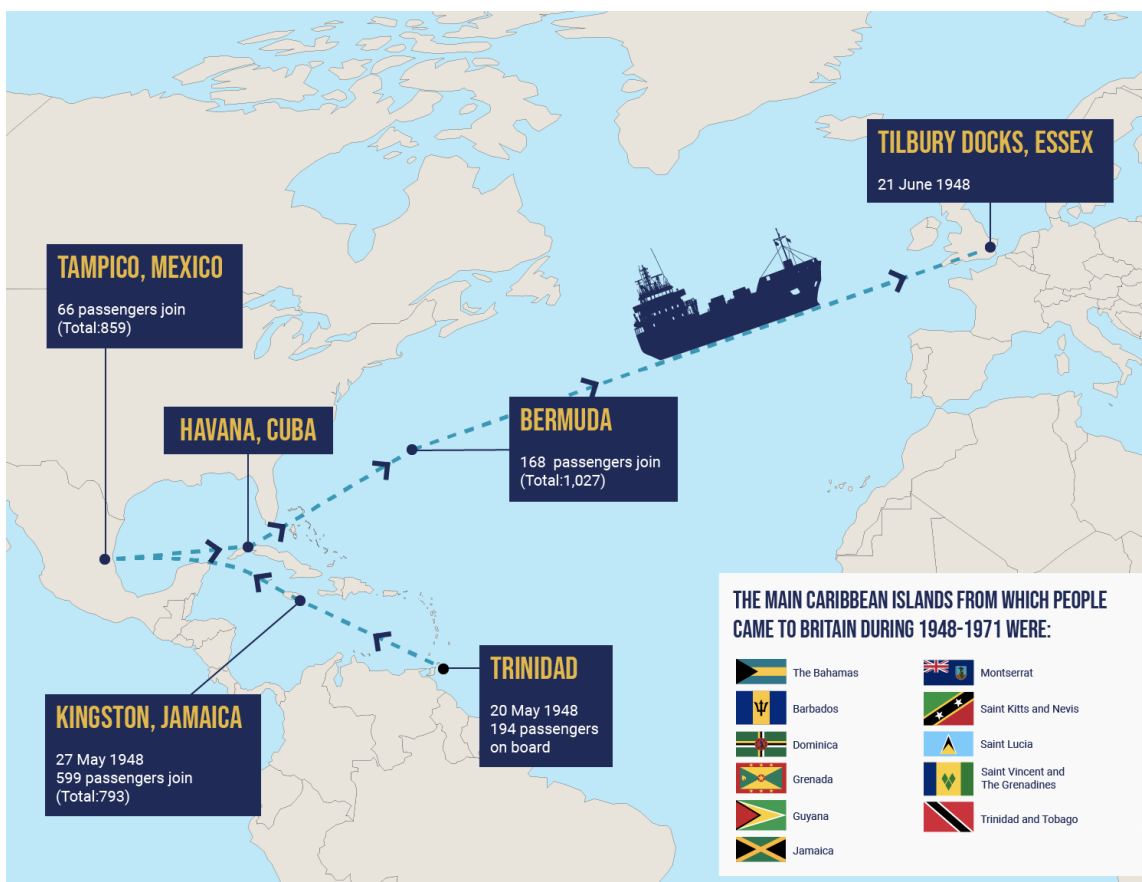 TILBURY DOCKS, ESSEX
21 June 1948
TAMPICO, MEXICO
66 passengers join
(Total:859)
HAVANA, CUBA
BERMUDA
168 passengers join
(Total:1,027)
TRINIDAD
20 May 1948
194 passengers
on board
KINGSTON, JAMAICA
27 May 1948
599 passengers join
(Total:793)
THE MAIN CARIBBEAN ISLANDS FROM WHICH PEOPLE
CAME TO BRITAIN DURING 1948-1971 WERE:
The Bahamas
Barbados
Dominica
Grenada
Guyana
Jamaica
Montserrat
Saint Kitts and Nevis
Saint Lucia
Saint Vincent and
The Grenadines
Trinidad and Tobago